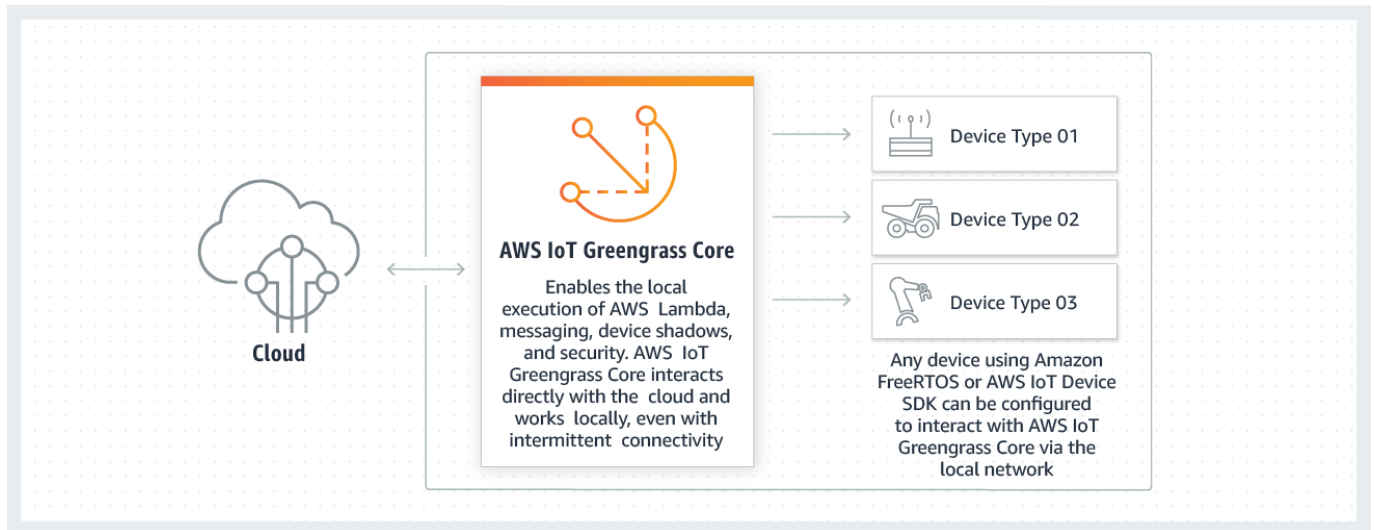 Cloud
AWS IoT Greengrass Core
Enables the local
execution of AWS Lambda,
messaging, device shadows,
and security. AWS IoT
Greengrass Core interacts
directly with the cloud and
works locally, even with
intermittent connectivity
Device Type 01
Device Type 02
Device Type 03
Any device using Amazon
FreeRTOS or AWS IoT Device
SDK can be configured
to interact with AWS IoT
Greengrass Core via the
local network